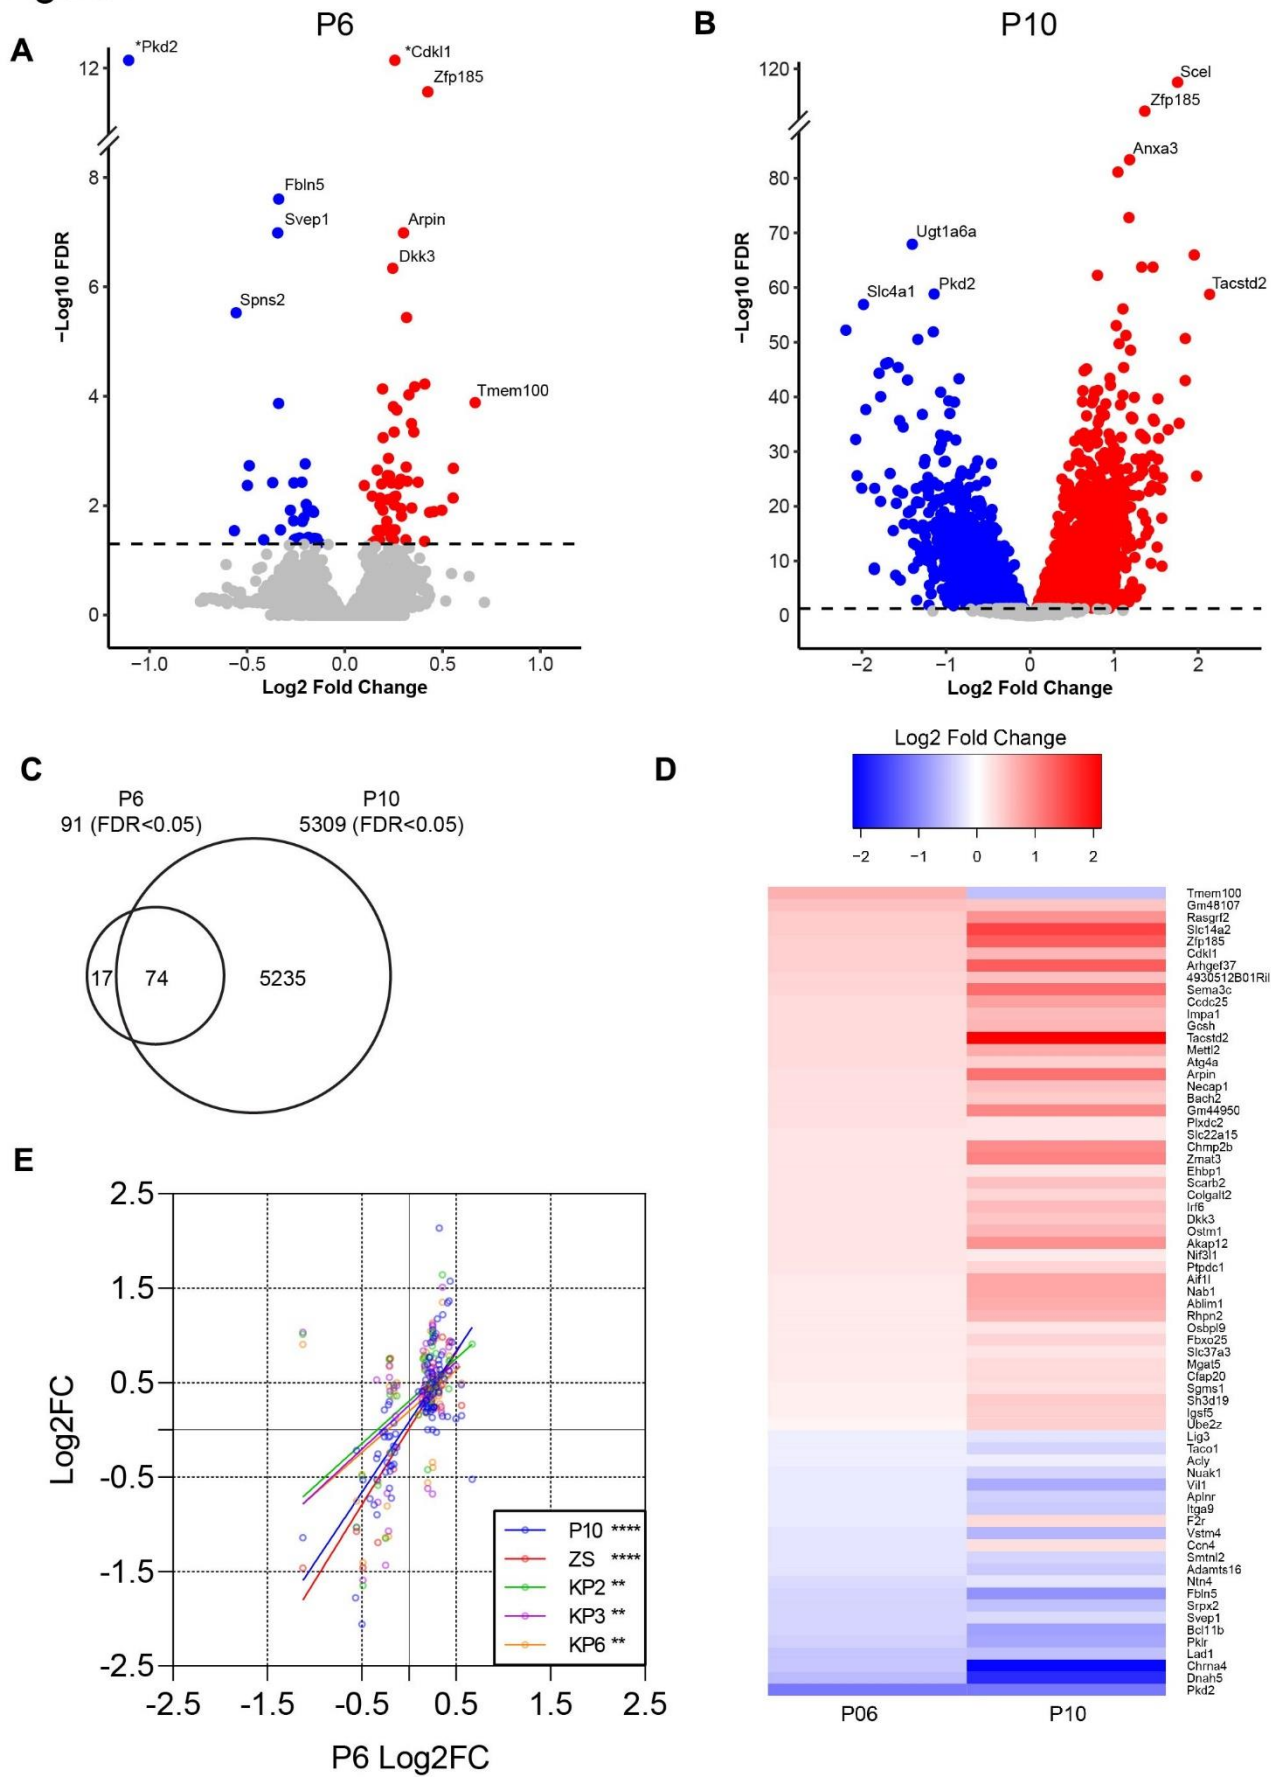 A
P6
*Pkd2
*Cdkl1
Zfp185
Fbln5
Svep1
Arpin
Dkk3
Spns2
Tmem100
12
8
6
4
2
0
−Log10 FDR
−1.0
−0.5
0.0
0.5
1.0
Log2 Fold Change
B
P10
Scel
Zfp185
Anxa3
Ugt1a6a
Slc4a1
Pkd2
Tacstd2
120
80
70
60
50
40
30
20
10
0
−Log10 FDR
−2
−1
0
1
2
Log2 Fold Change
C
P6
91 (FDR<0.05)
P10
5309 (FDR<0.05)
17
74
5235
D
Log2 Fold Change
−2
−1
0
1
2
Tmem100
Gm48107
Rasgrf2
Slc14a2
Zfp185
Cdkl1
Arhgef37
4930512B01Ril
Sema3c
Ccdc25
Impa1
Gcsh
Tacstd2
Mettl2
Atg4a
Arpin
Necap1
Bach2
Gm44950
Plxdc2
Slc22a15
Chmp2b
Zmat3
Ehbp1
Scarb2
Colgalt2
Irf6
Dkk3
Ostm1
Akap12
Nif3l1
Ptpdc1
Aif1l
Nab1
Ablim1
Rhpn2
Osbpl9
Fbxo25
Slc37a3
Mgat5
Cfap20
Sgms1
Sh3d19
Igsf5
Ube2z
Lig3
Taco1
Acly
Nuak1
Vil1
Aplnr
Itga9
F2r
Vstm4
Ccn4
Smtnl2
Adamts16
Ntn4
Fbln5
Srpx2
Svep1
Bcl11b
Pklr
Lad1
Chrna4
Dnah5
Pkd2
P06
P10
E
2.5
1.5
0.5
-0.5
-1.5
-2.5
Log2FC
P10 ****
ZS ****
KP2 **
KP3 **
KP6 **
-2.5
-1.5
-0.5
0.5
1.5
2.5
P6 Log2FC